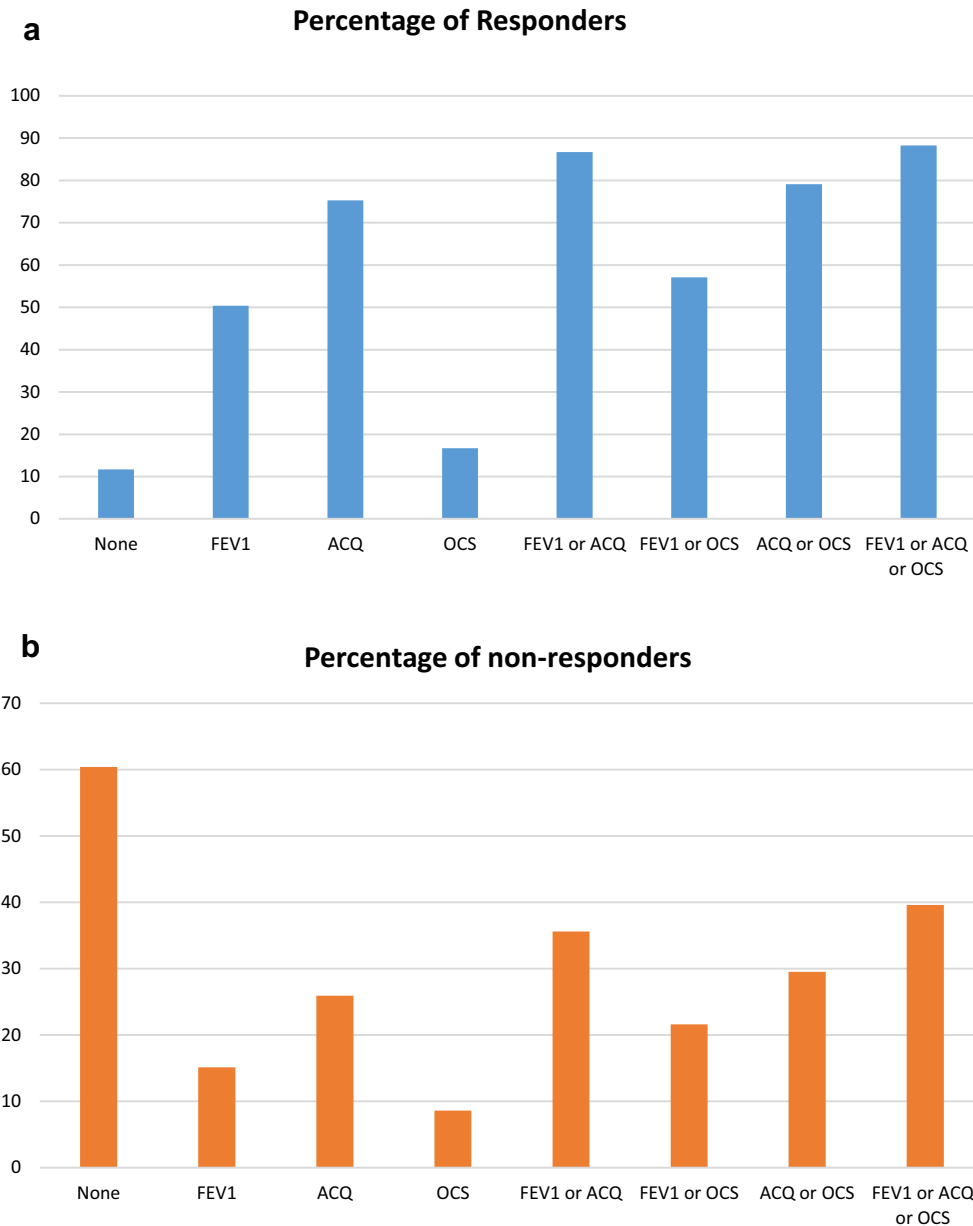 a
Percentage of Responders
100
90
80
70
60
50
40
30
20
10
0
None FEV1 ACQ OCS FEV1 or ACQ FEV1 or OCS ACQ or OCS FEV1 or ACQ
or OCS
b
Percentage of non-responders
70
60
50
40
30
20
10
0
None FEV1 ACQ OCS FEV1 or ACQ FEV1 or OCS ACQ or OCS FEV1 or ACQ
or OCS